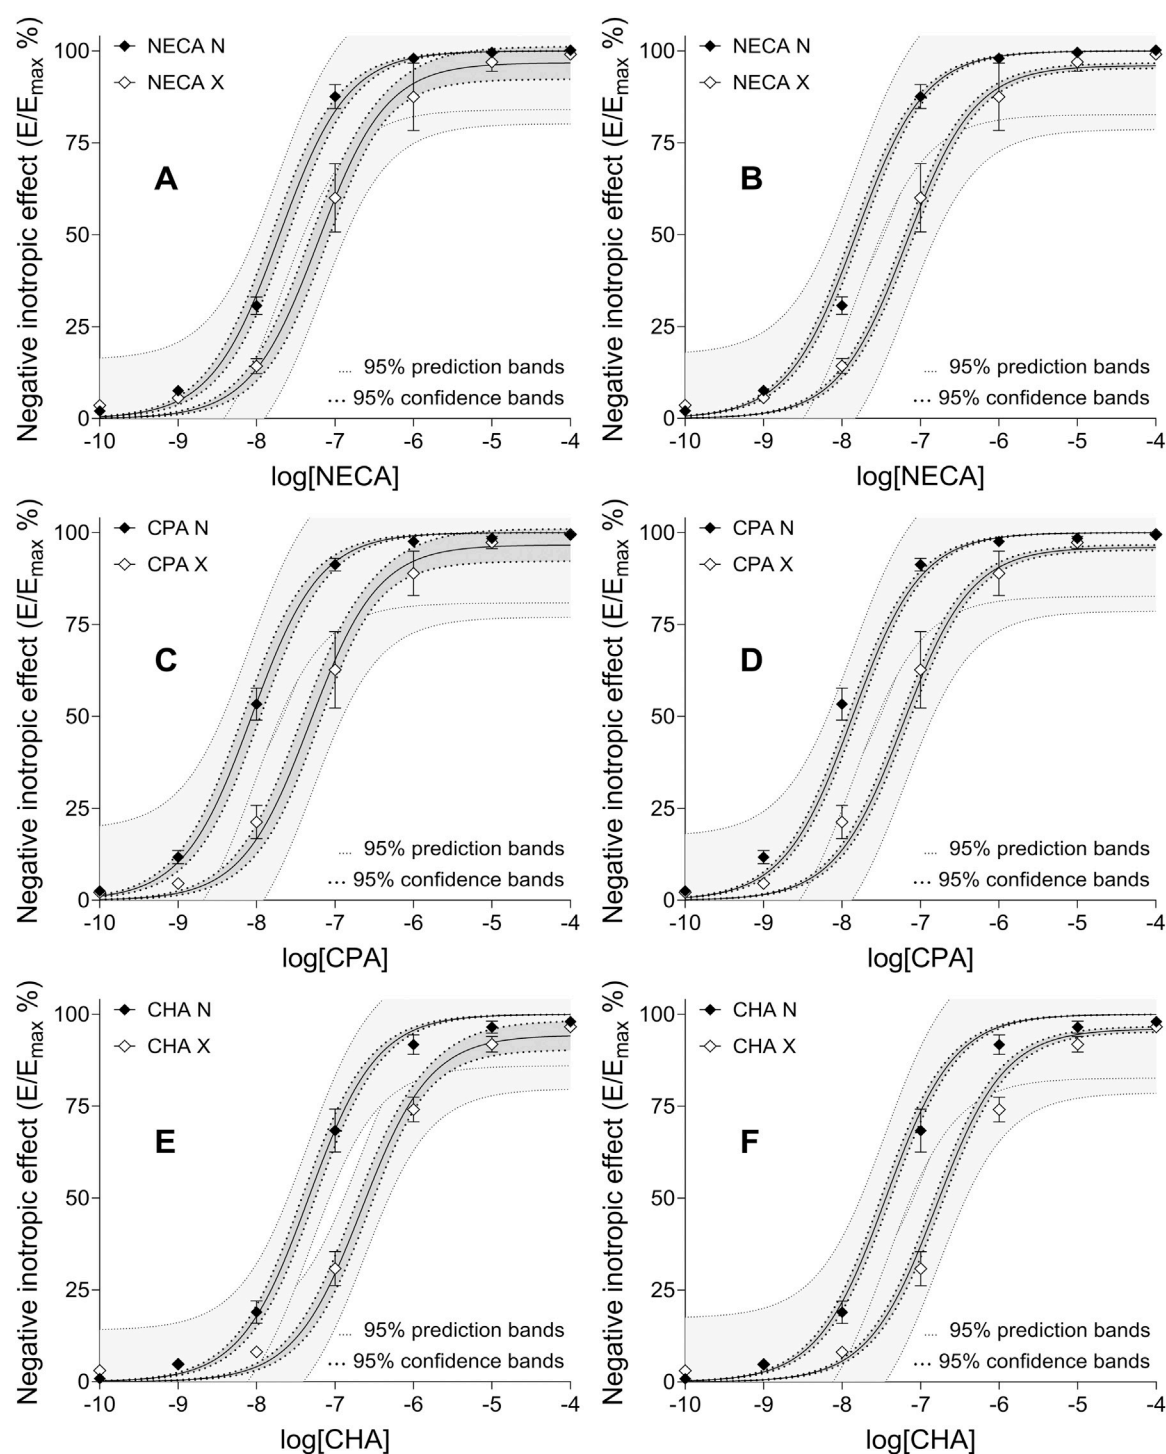 Negative inotropic effect (E/Emax %)
100
75
50
25
0
NECA N
NECA X
A
95% prediction bands
95% confidence bands
-10 -9 -8 -7 -6 -5 -4
log[NECA]
Negative inotropic effect (E/Emax %)
100
75
50
25
0
NECA N
NECA X
B
95% prediction bands
95% confidence bands
-10 -9 -8 -7 -6 -5 -4
log[NECA]
Negative inotropic effect (E/Emax %)
100
75
50
25
0
CPA N
CPA X
C
95% prediction bands
95% confidence bands
-10 -9 -8 -7 -6 -5 -4
log[CPA]
Negative inotropic effect (E/Emax %)
100
75
50
25
0
CPA N
CPA X
D
95% prediction bands
95% confidence bands
-10 -9 -8 -7 -6 -5 -4
log[CPA]
Negative inotropic effect (E/Emax %)
100
75
50
25
0
CHA N
CHA X
E
95% prediction bands
95% confidence bands
-10 -9 -8 -7 -6 -5 -4
log[CHA]
Negative inotropic effect (E/Emax %)
100
75
50
25
0
CHA N
CHA X
F
95% prediction bands
95% confidence bands
-10 -9 -8 -7 -6 -5 -4
log[CHA]